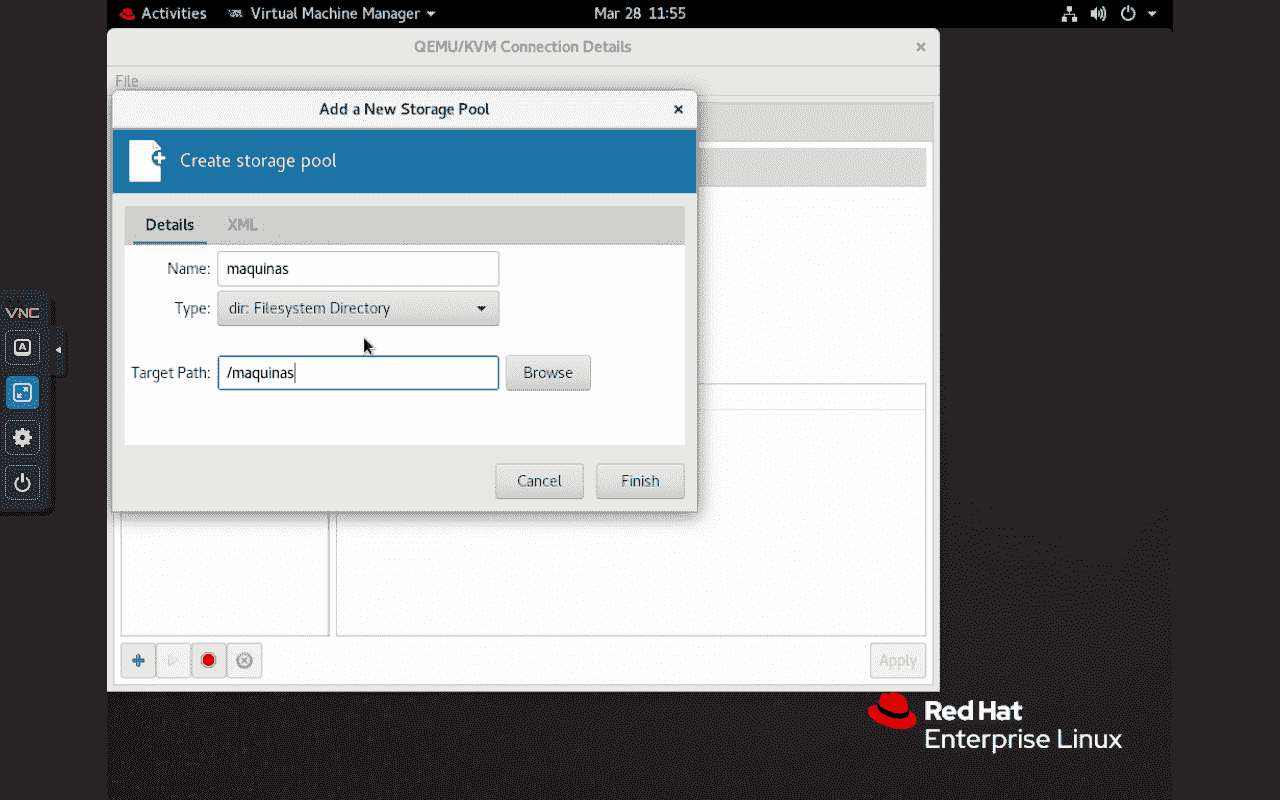 Activities Virtual Machine Manager Mar 28 11:55
QEMU/KVM Connection Details
File
Add a New Storage Pool
Create storage pool
Details XML
Name: maquinas
Type: dir: Filesystem Directory
VNC
A
Target Path: /maquinas Browse
Cancel Finish
Apply
Red Hat
Enterprise Linux